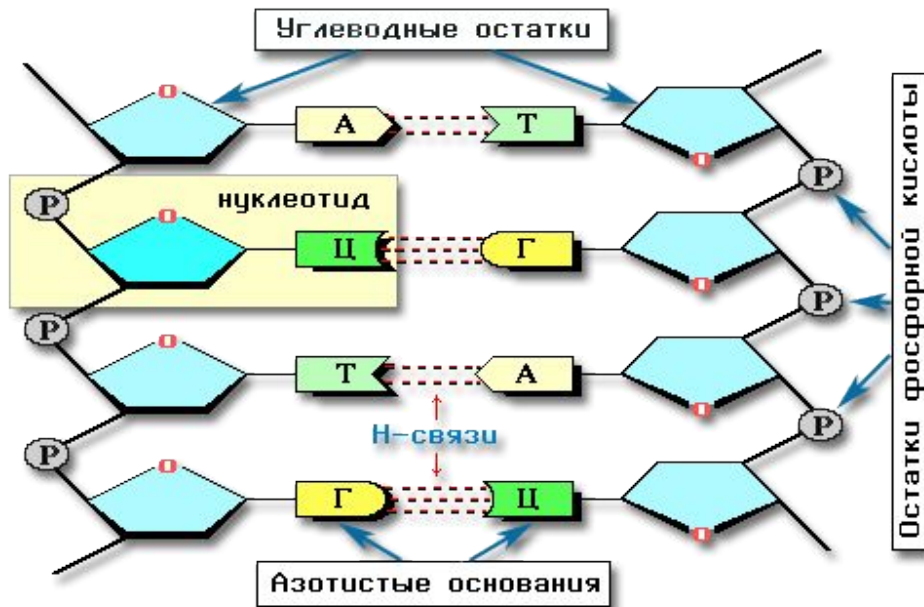 Углеводные остатки
O
A
T
P
нуклеотид
O
Ц
Г
O
P
P
O
T
A
O
P
H-связи
P
O
Г
Ц
O
P
O
Азотистые основания
Остатки фосфорной кислоты